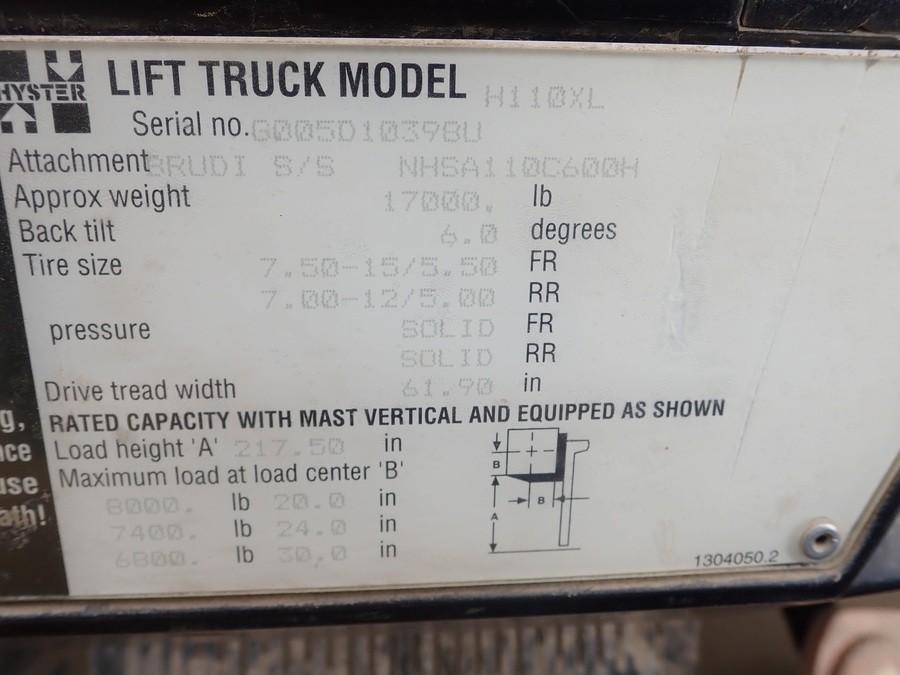 HYSTER
LIFT TRUCK MODEL H110XL
Serial no. G005D10398U
Attachment BRUDI S/S NHSA110C600H
Approx weight 17000. lb
Back tilt 6.0 degrees
Tire size 7.50-15/5.50 FR
7.00-12/5.00 RR
pressure SOLID FR
SOLID RR
Drive tread width 61.90 in
RATED CAPACITY WITH MAST VERTICAL AND EQUIPPED AS SHOWN
Load height 'A' 217.50 in
Maximum load at load center 'B'
8000. lb 20.0 in
7400. lb 24.0 in
6800. lb 30.0 in
B
B
A
1304050.2